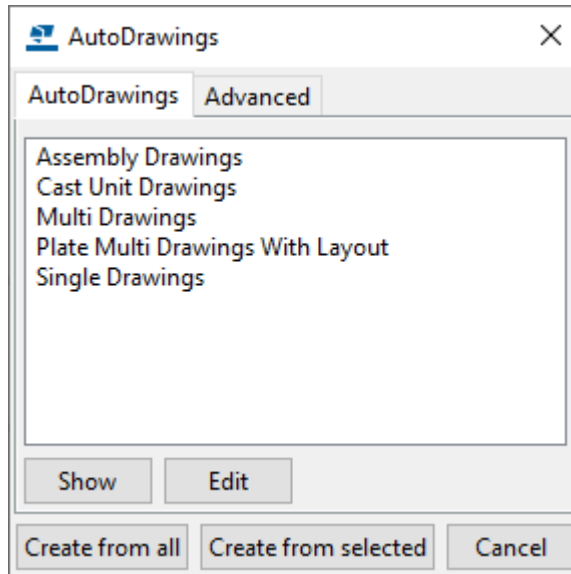 AutoDrawings
AutoDrawings Advanced
Assembly Drawings
Cast Unit Drawings
Multi Drawings
Plate Multi Drawings With Layout
Single Drawings
Show Edit
Create from all Create from selected Cancel